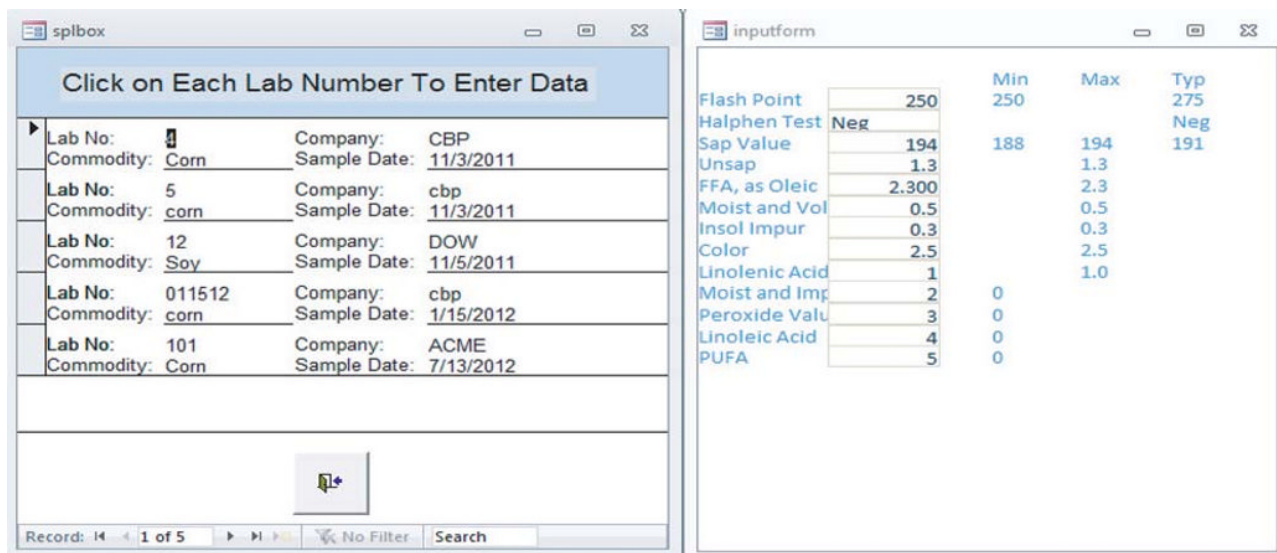 splbox
Click on Each Lab Number To Enter Data
Lab No: 4 Company: CBP
Commodity: Corn Sample Date: 11/3/2011
Lab No: 5 Company: cbp
Commodity: corn Sample Date: 11/3/2011
Lab No: 12 Company: DOW
Commodity: Soy Sample Date: 11/5/2011
Lab No: 011512 Company: cbp
Commodity: corn Sample Date: 1/15/2012
Lab No: 101 Company: ACME
Commodity: Corn Sample Date: 7/13/2012
Record: 1 of 5 No Filter Search
inputform
Min Max Typ
Flash Point 250 250 275
Halphen Test Neg Neg
Sap Value 194 188 194 191
Unsap 1.3 1.3
FFA, as Oleic 2.300 2.3
Moist and Vol 0.5 0.5
Insol Impur 0.3 0.3
Color 2.5 2.5
Linolenic Acid 1 1.0
Moist and Imp 2 0
Peroxide Valu 3 0
Linoleic Acid 4 0
PUFA 5 0